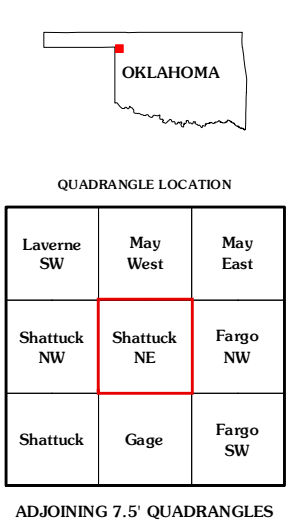 OKLAHOMA
QUADRANGLE LOCATION
Laverne
SW
May
West
May
East
Shattuck
NW
Shattuck
NE
Fargo
NW
Shattuck
Gage
Fargo
SW
ADJOINING 7.5' QUADRANGLES